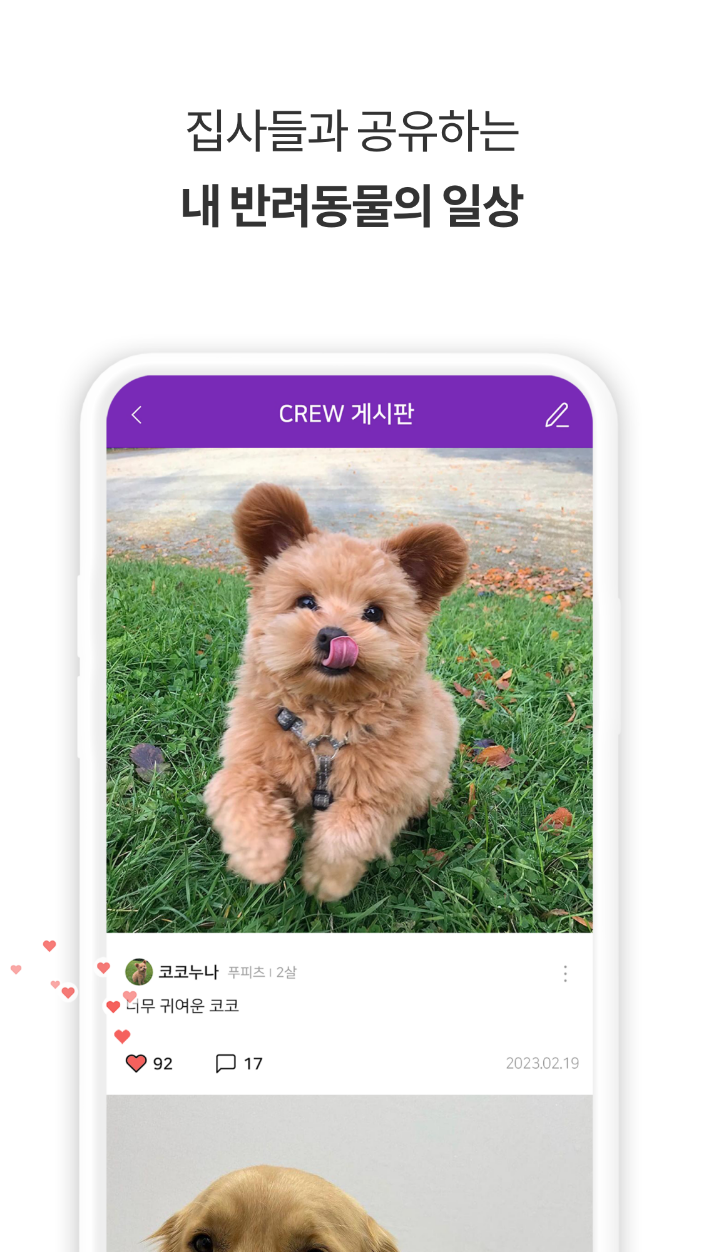 집사들과 공유하는
내 반려동물의 일상
CREW 게시판
코코누나 푸피츠 | 2살
너무 귀여운 코코
92 17 2023.02.19